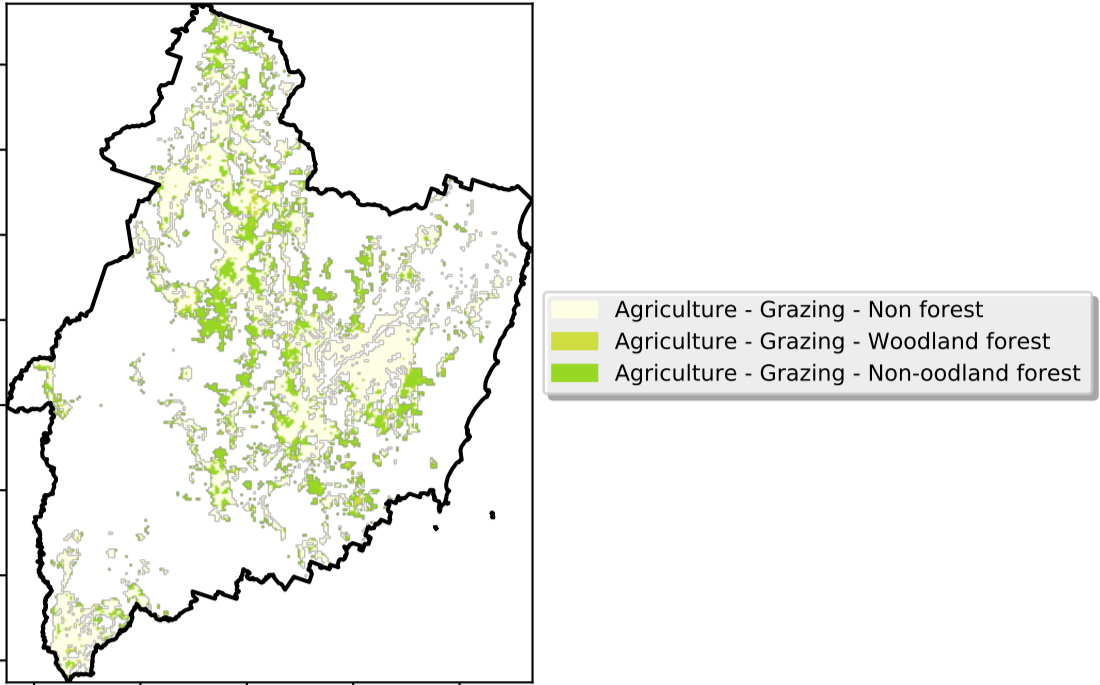 Agriculture - Grazing - Non forest
Agriculture - Grazing - Woodland forest
Agriculture - Grazing - Non-oodland forest